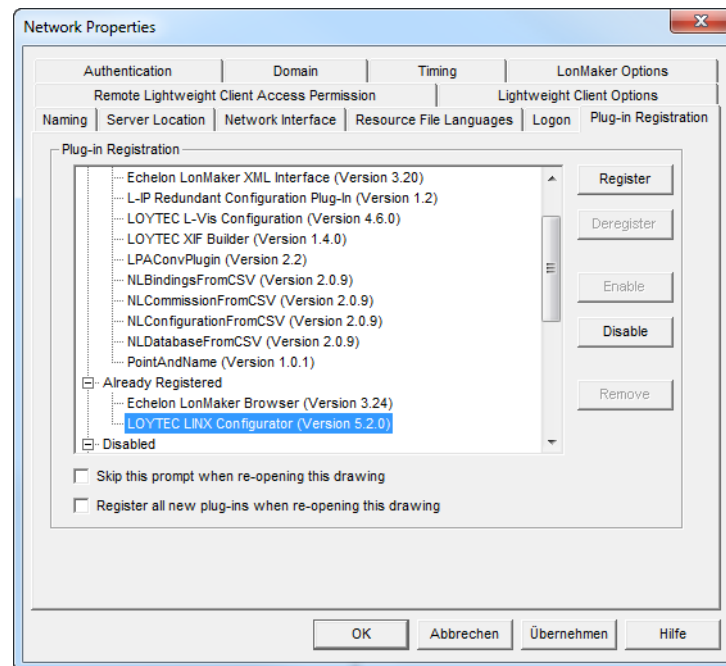 Network Properties
Authentication Domain Timing LonMaker Options
Remote Lightweight Client Access Permission Lightweight Client Options
Naming Server Location Network Interface Resource File Languages Logon Plug-in Registration
Plug-in Registration
Echelon LonMaker XML Interface (Version 3.20)
L-IP Redundant Configuration Plug-In (Version 1.2)
LOYTEC L-Vis Configuration (Version 4.6.0)
LOYTEC XIF Builder (Version 1.4.0)
LPAConvPlugin (Version 2.2)
NLBindingsFromCSV (Version 2.0.9)
NLCommissionFromCSV (Version 2.0.9)
NLConfigurationFromCSV (Version 2.0.9)
NLDatabaseFromCSV (Version 2.0.9)
PointAndName (Version 1.0.1)
Already Registered
Echelon LonMaker Browser (Version 3.24)
LOYTEC LINX Configurator (Version 5.2.0)
Disabled
Register
Deregister
Enable
Disable
Remove
Skip this prompt when re-opening this drawing
Register all new plug-ins when re-opening this drawing
OK Abbrechen Übernehmen Hilfe